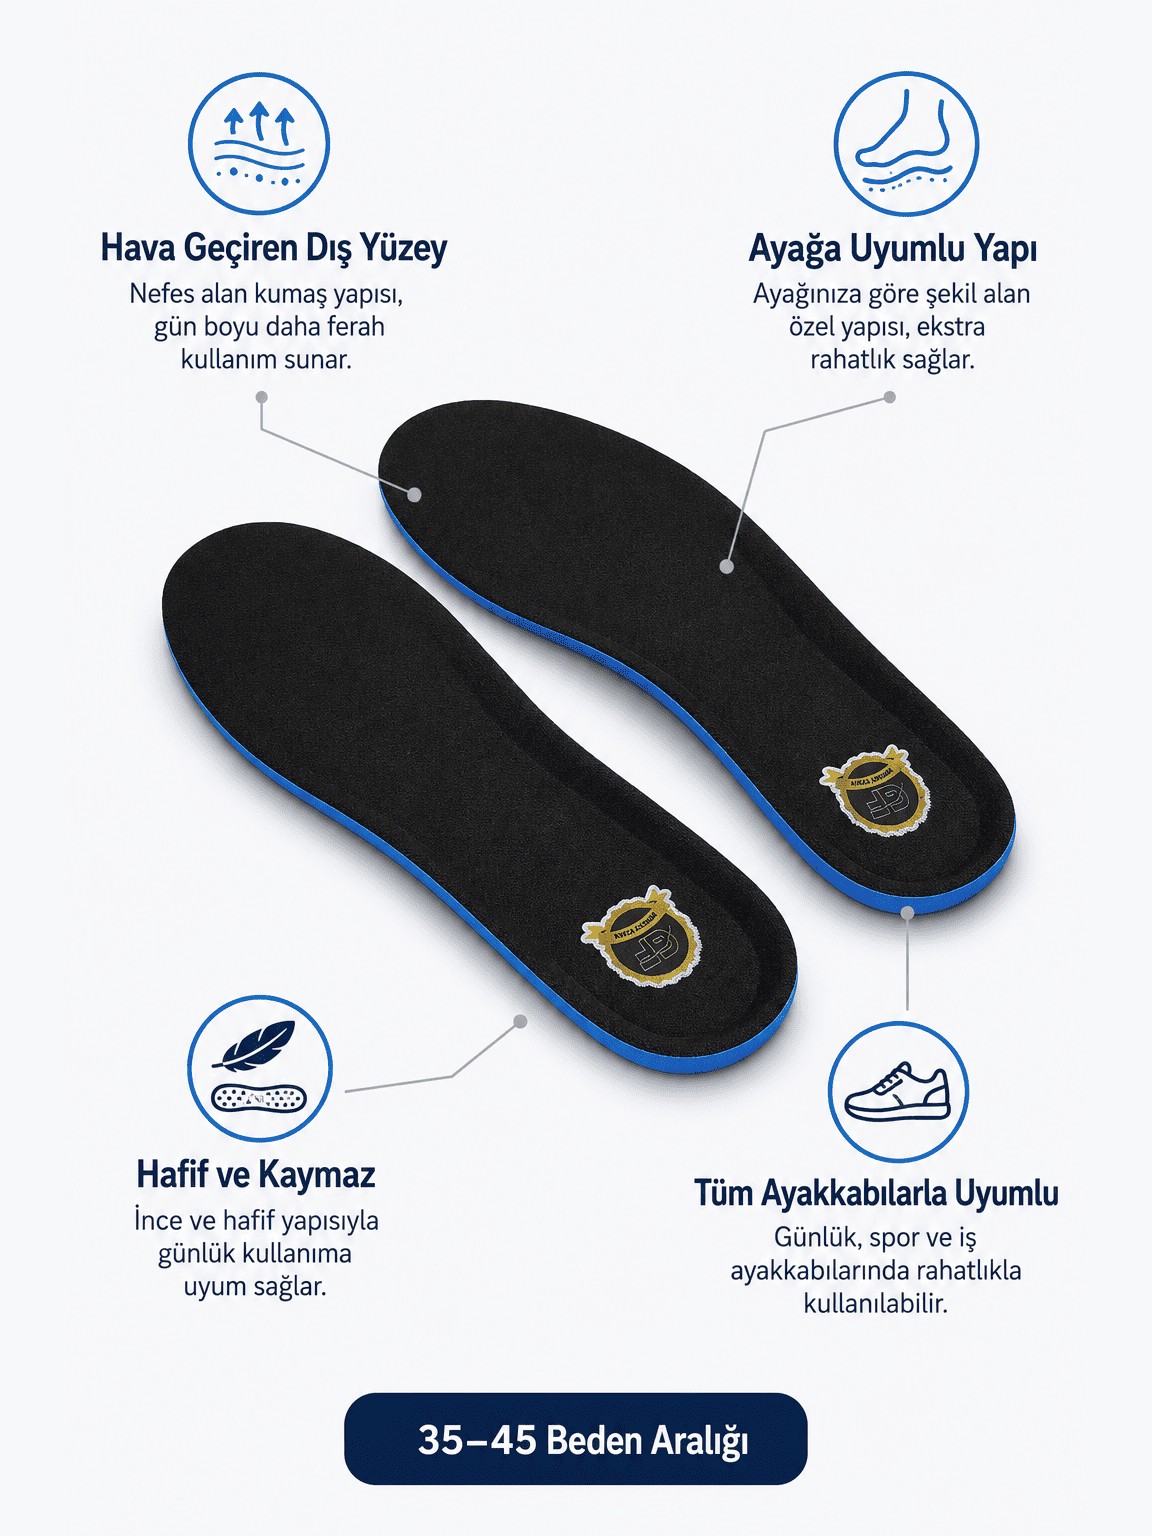 Hava Geçiren Dış Yüzey
Nefes alan kumaş yapısı,
gün boyu daha ferah
kullanım sunar.
Ayağa Uyumlu Yapı
Ayağınıza göre şekil alan
özel yapısı, ekstra
rahatlık sağlar.
Hafif ve Kaymaz
İnce ve hafif yapısıyla
günlük kullanıma
uyum sağlar.
Tüm Ayakkabılarla Uyumlu
Günlük, spor ve iş
ayakkabılarında rahatlıkla
kullanılabilir.
35–45 Beden Aralığı